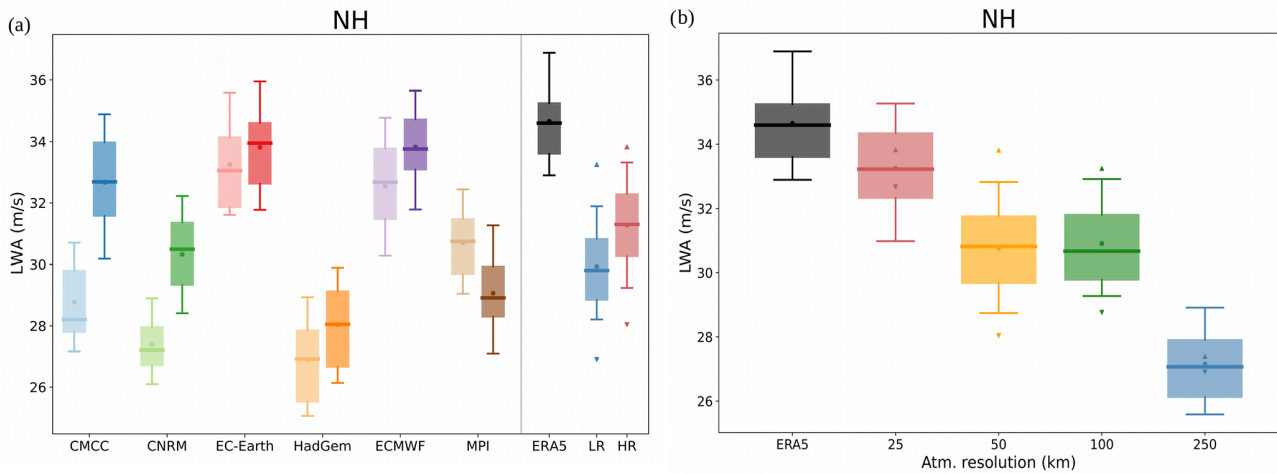 (a)
NH
LWA (m/s)
36
34
32
30
28
26
CMCC CNRM EC-Earth HadGem ECMWF MPI ERA5 LR HR
(b)
NH
LWA (m/s)
36
34
32
30
28
26
ERA5 25 50 100 250
Atm. resolution (km)